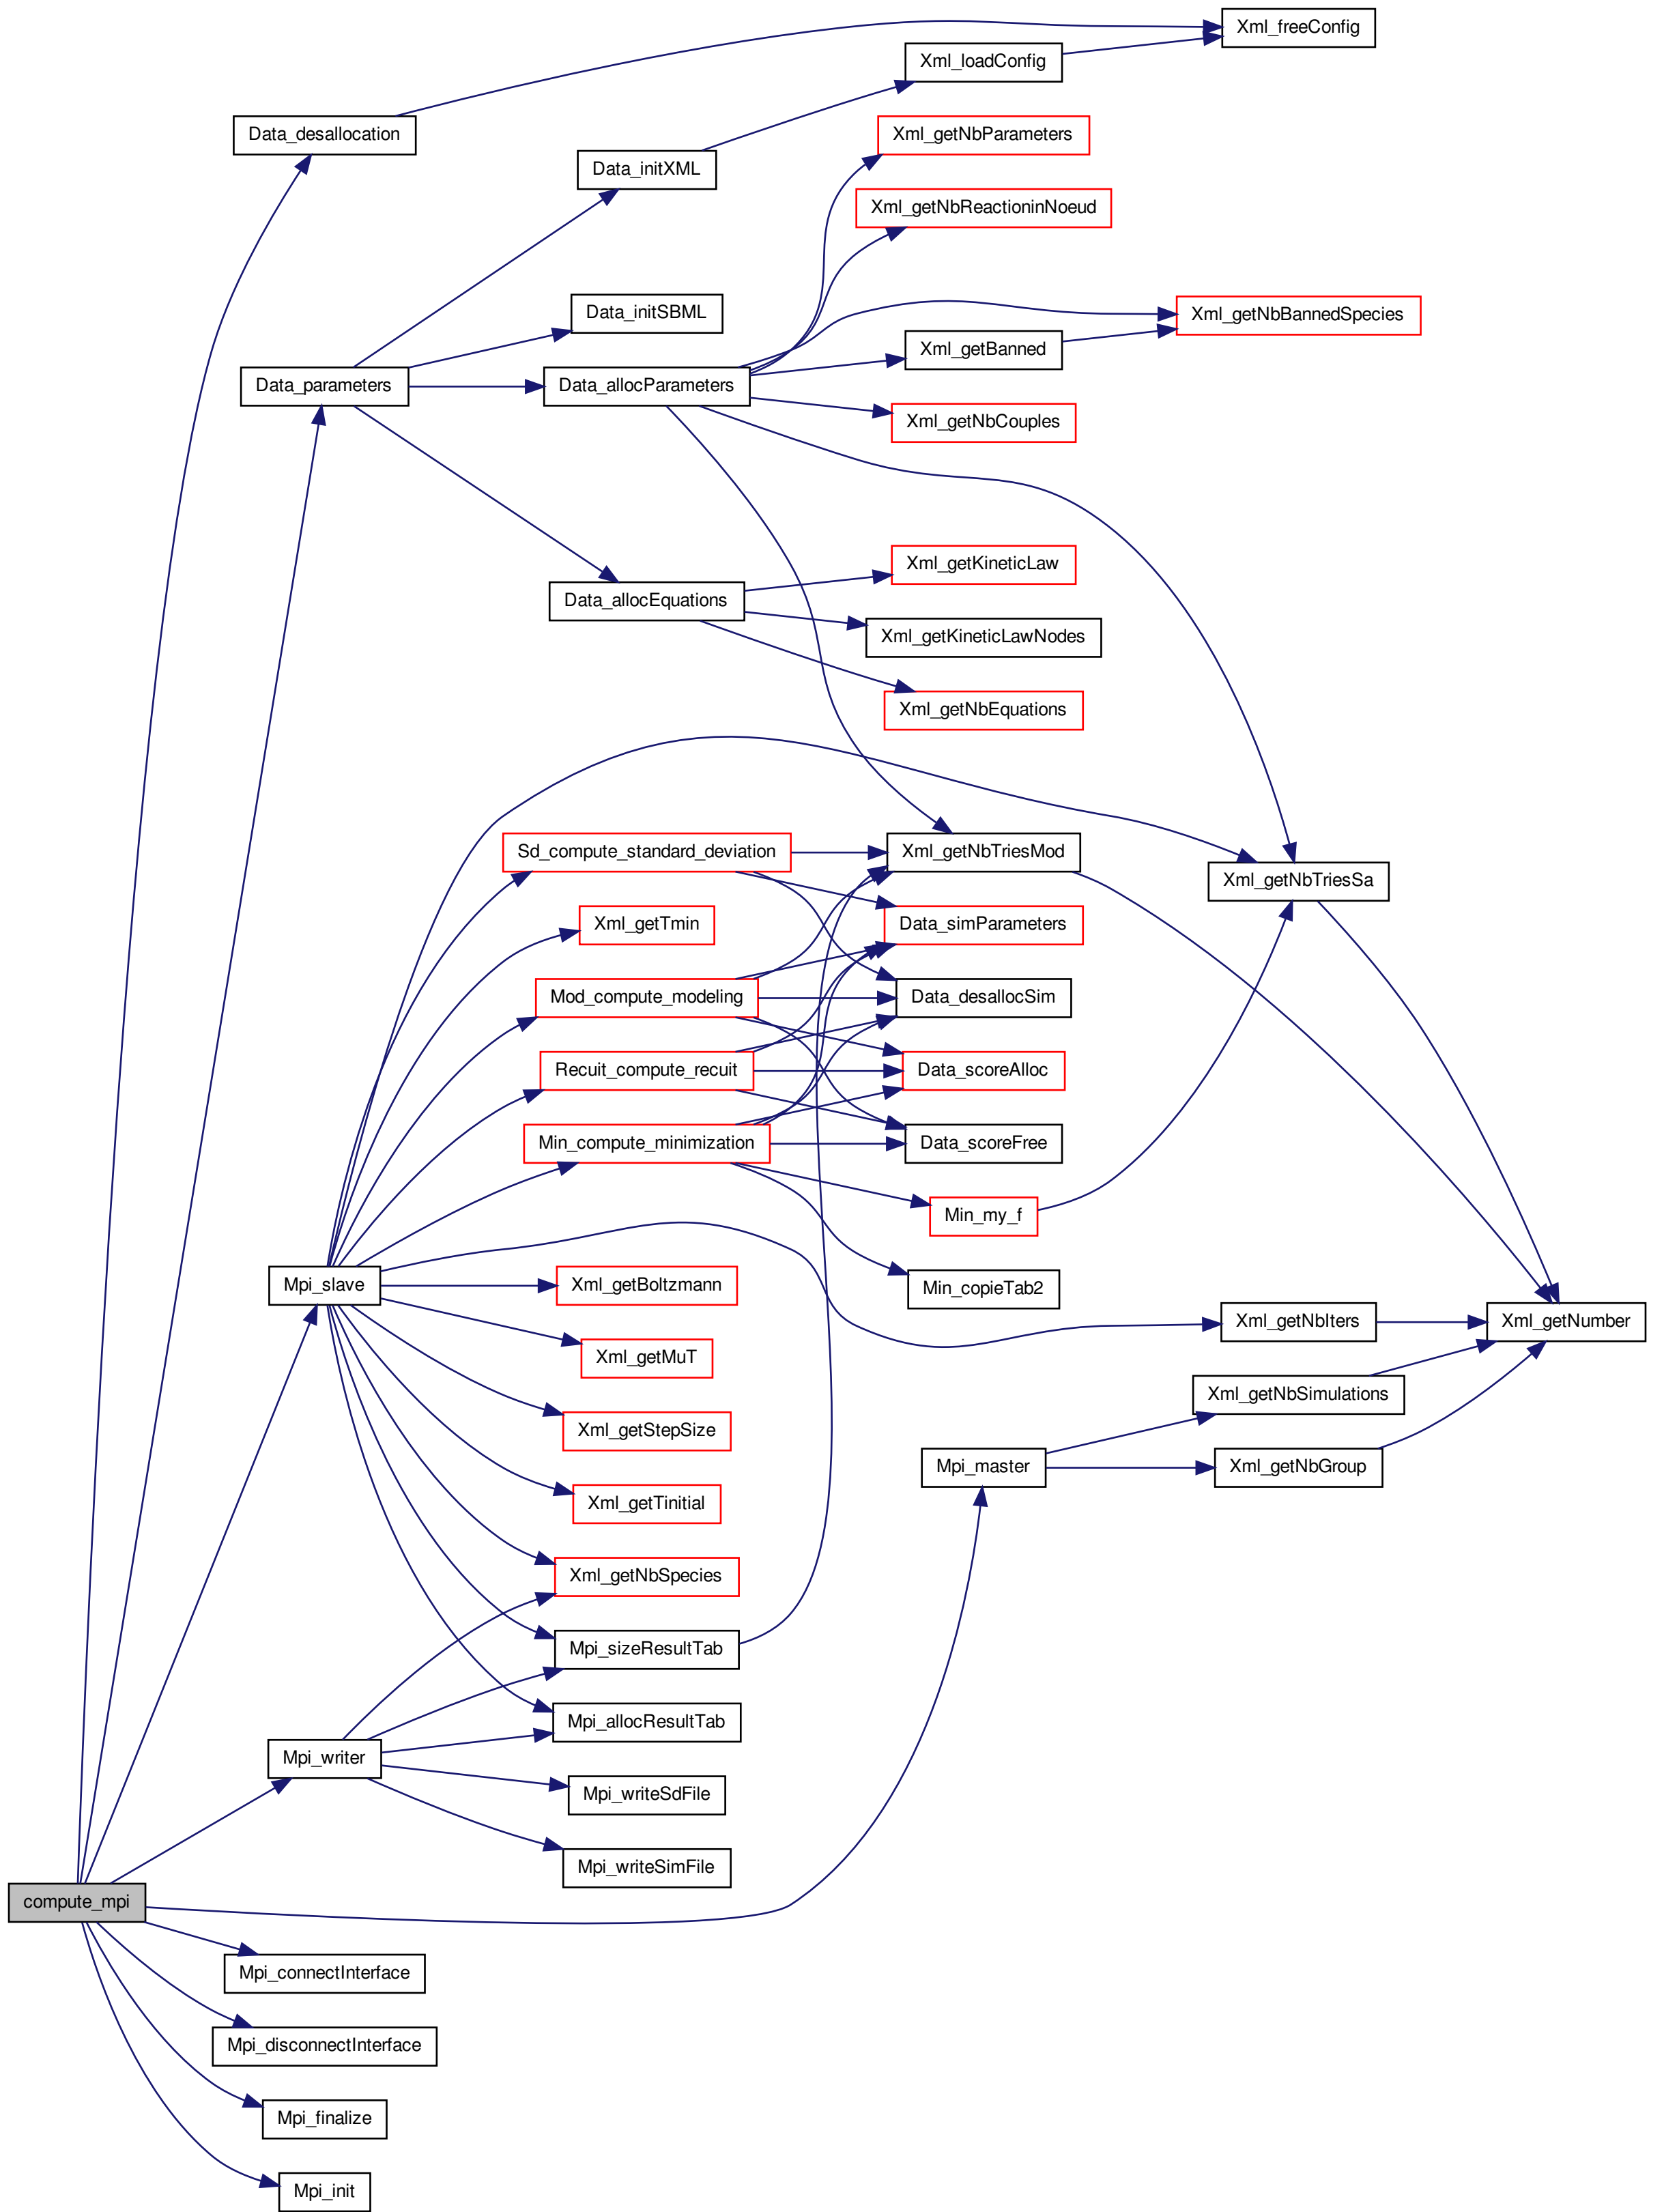 Xml_freeConfig
Xml_loadConfig
Data_desallocation
Xml_getNbParameters
Data_initXML
Xml_getNbReactioninNoeud
Data_initSBML
Xml_getNbBannedSpecies
Xml_getBanned
Data_parameters
Data_allocParameters
Xml_getNbCouples
Xml_getKineticLaw
Data_allocEquations
Xml_getKineticLawNodes
Xml_getNbEquations
Sd_compute_standard_deviation
Xml_getNbTriesMod
Xml_getNbTriesSa
Xml_getTmin
Data_simParameters
Mod_compute_modeling
Data_desallocSim
Recuit_compute_recuit
Data_scoreAlloc
Min_compute_minimization
Data_scoreFree
Min_my_f
Mpi_slave
Xml_getBoltzmann
Min_copieTab2
Xml_getNbIters
Xml_getNumber
Xml_getMuT
Xml_getNbSimulations
Xml_getStepSize
Mpi_master
Xml_getNbGroup
Xml_getTinitial
Xml_getNbSpecies
Mpi_sizeResultTab
Mpi_allocResultTab
Mpi_writer
Mpi_writeSdFile
Mpi_writeSimFile
compute_mpi
Mpi_connectInterface
Mpi_disconnectInterface
Mpi_finalize
Mpi_init